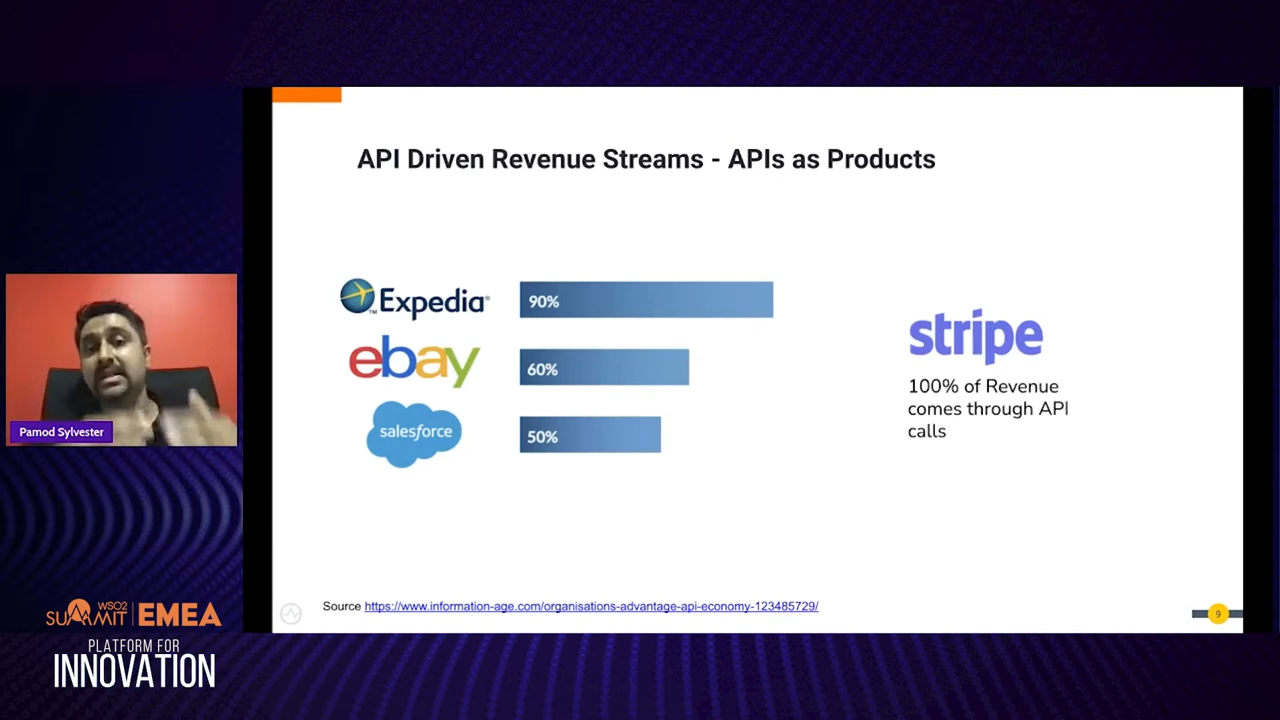 API Driven Revenue Streams - APIs as Products
Expedia®
TM
90%
ebay
60%
salesforce
50%
stripe
100% of Revenue
comes through API
calls
Pamod Sylvester
Source https://www.information-age.com/organisations-advantage-api-economy-123485729/
9
WSO2
SUMMIT
EMEA
PLATFORM FOR
INNOVATION